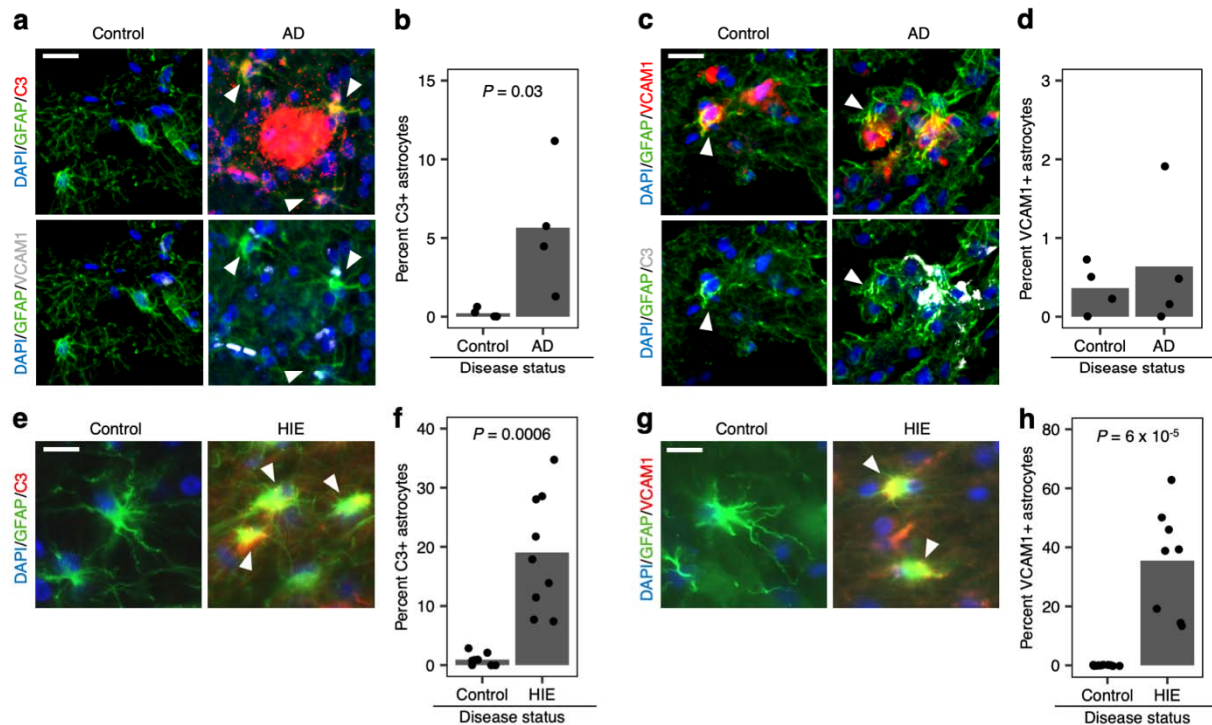 a
Control
AD
DAPI/GFAP/C3
DAPI/GFAP/VCAM1
b
15
10
5
0
Percent C3+ astrocytes
P = 0.03
Control
AD
Disease status
c
Control
AD
DAPI/GFAP/VCAM1
DAPI/GFAP/C3
d
3
2
1
0
Percent VCAM1+ astrocytes
Control
AD
Disease status
e
Control
HIE
DAPI/GFAP/C3
f
40
30
20
10
0
Percent C3+ astrocytes
P = 0.0006
Control
HIE
Disease status
g
Control
HIE
DAPI/GFAP/VCAM1
h
80
60
40
20
0
Percent VCAM1+ astrocytes
P = 6 x 10⁻⁵
Control
HIE
Disease status